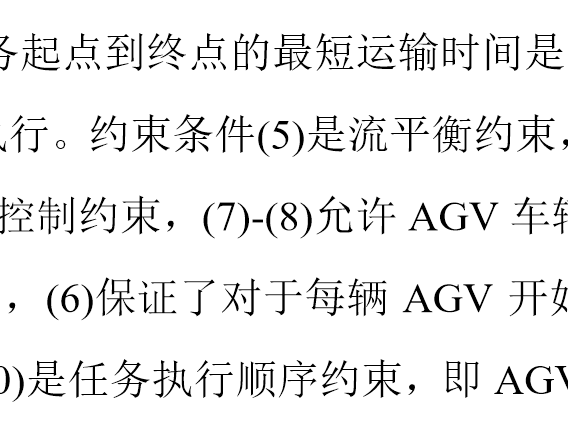 务起点到终点的最短运输时间是
执行。约束条件(5)是流平衡约束，
控制约束，(7)-(8)允许 AGV 车辆
，(6)保证了对于每辆 AGV 开始
0)是任务执行顺序约束，即 AGV